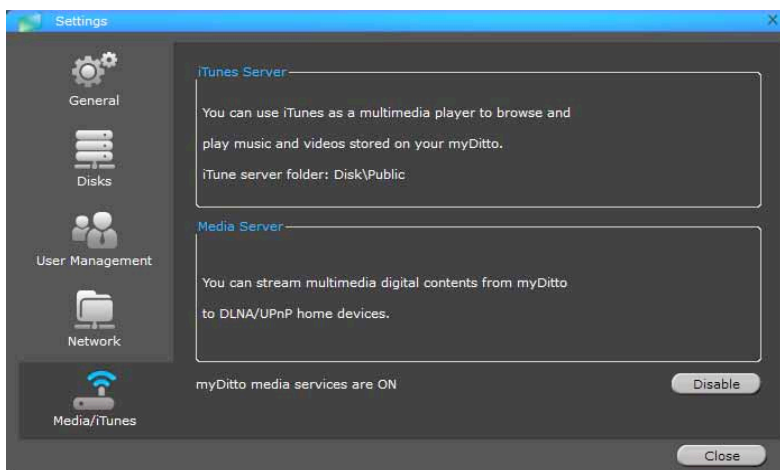 Settings
X
General
Disks
User Management
Network
Media/iTunes
iTunes Server
You can use iTunes as a multimedia player to browse and
play music and videos stored on your myDitto.
iTune server folder: Disk\Public
Media Server
You can stream multimedia digital contents from myDitto
to DLNA/UPnP home devices.
myDitto media services are ON
Disable
Close